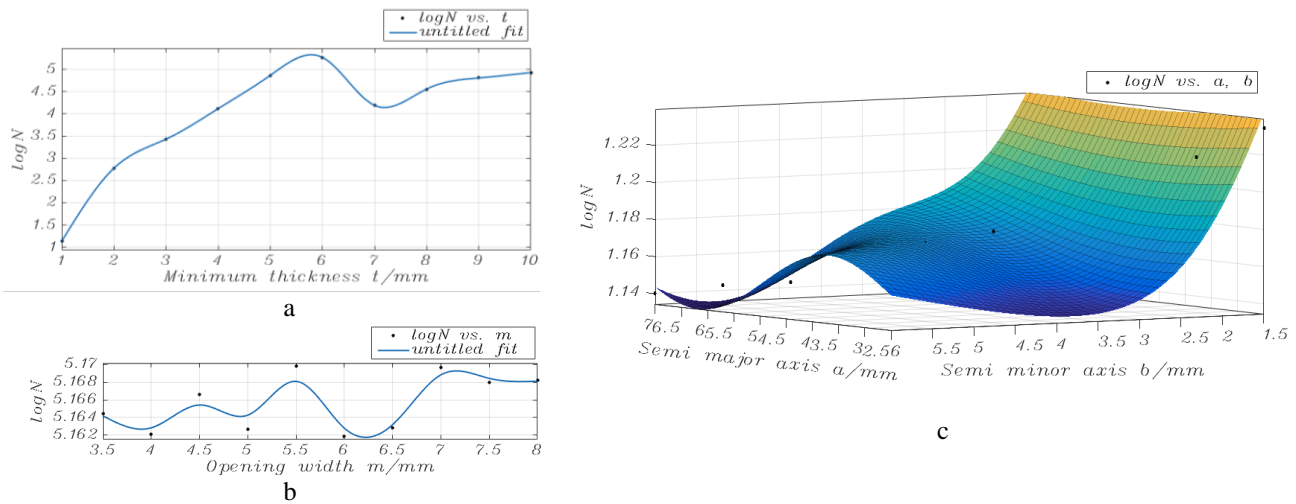 logN vs. t
untitled fit
5
4.5
4
3.5
3
2.5
2
1.5
1
logN
1 2 3 4 5 6 7 8 9 10
Minimum thickness t/mm
a
logN vs. m
untitled fit
5.17
5.168
5.166
5.164
5.162
logN
3.5 4 4.5 5 5.5 6 6.5 7 7.5 8
Opening width m/mm
b
logN vs. a, b
1.22
1.2
1.18
1.16
1.14
logN
76.5 65.5 54.5 43.5 32.56
5.5 5 4.5 4 3.5 3 2.5 2 1.5
Semi major axis a/mm
Semi minor axis b/mm
c